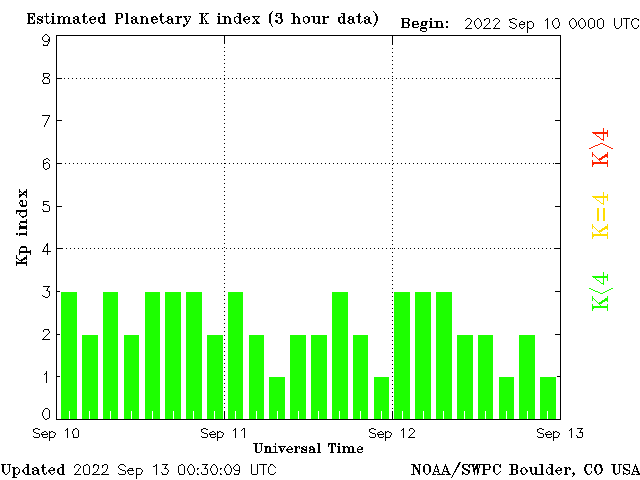 Estimated Planetary K index (3 hour data) Begin: 2022 Sep 10 0000 UTC
9
8
7
6
5
4
3
2
1
0
Kp index
K>4
K=4
K<4
Sep 10 Sep 11 Sep 12 Sep 13
Universal Time
Updated 2022 Sep 13 00:30:09 UTC NOAA/SWPC Boulder, CO USA